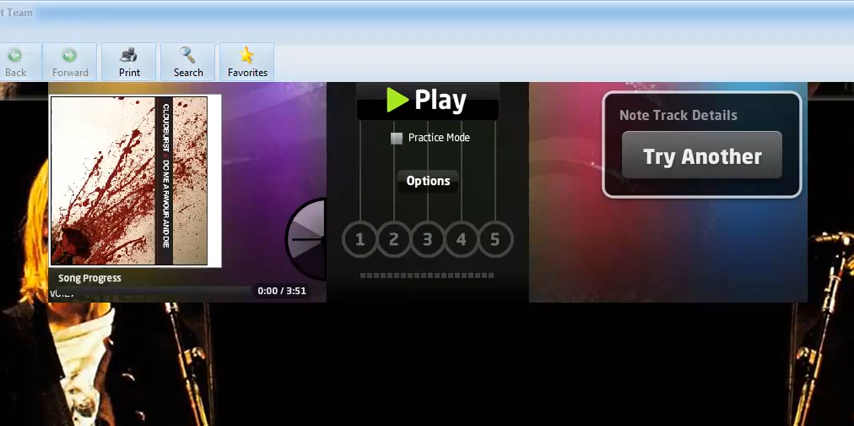 t Team
Back
Forward
Print
Search
Favorites
Play
Note Track Details
Practice Mode
Try Another
CLOUDBURST DO ME A FAVOUR AND DIE
Options
1 2 3 4 5
Song Progress
0:00 / 3:51